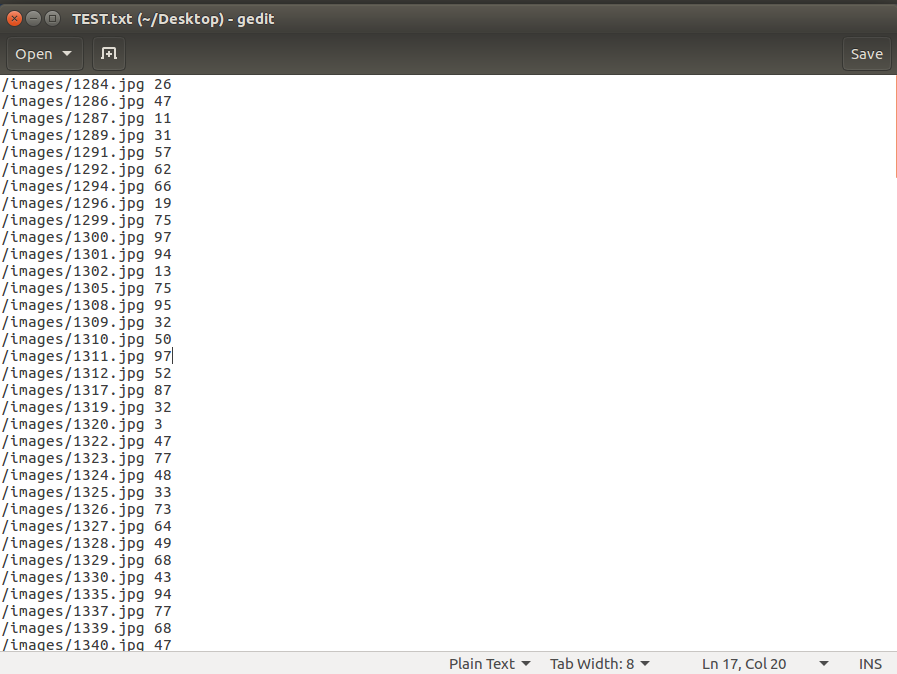 TEST.txt (~/Desktop) - gedit
Open
Save
/images/1284.jpg 26
/images/1286.jpg 47
/images/1287.jpg 11
/images/1289.jpg 31
/images/1291.jpg 57
/images/1292.jpg 62
/images/1294.jpg 66
/images/1296.jpg 19
/images/1299.jpg 75
/images/1300.jpg 97
/images/1301.jpg 94
/images/1302.jpg 13
/images/1305.jpg 75
/images/1308.jpg 95
/images/1309.jpg 32
/images/1310.jpg 50
/images/1311.jpg 97
/images/1312.jpg 52
/images/1317.jpg 87
/images/1319.jpg 32
/images/1320.jpg 3
/images/1322.jpg 47
/images/1323.jpg 77
/images/1324.jpg 48
/images/1325.jpg 33
/images/1326.jpg 73
/images/1327.jpg 64
/images/1328.jpg 49
/images/1329.jpg 68
/images/1330.jpg 43
/images/1335.jpg 94
/images/1337.jpg 77
/images/1339.jpg 68
/images/1340.jpg 47
Plain Text Tab Width: 8 Ln 17, Col 20 INS